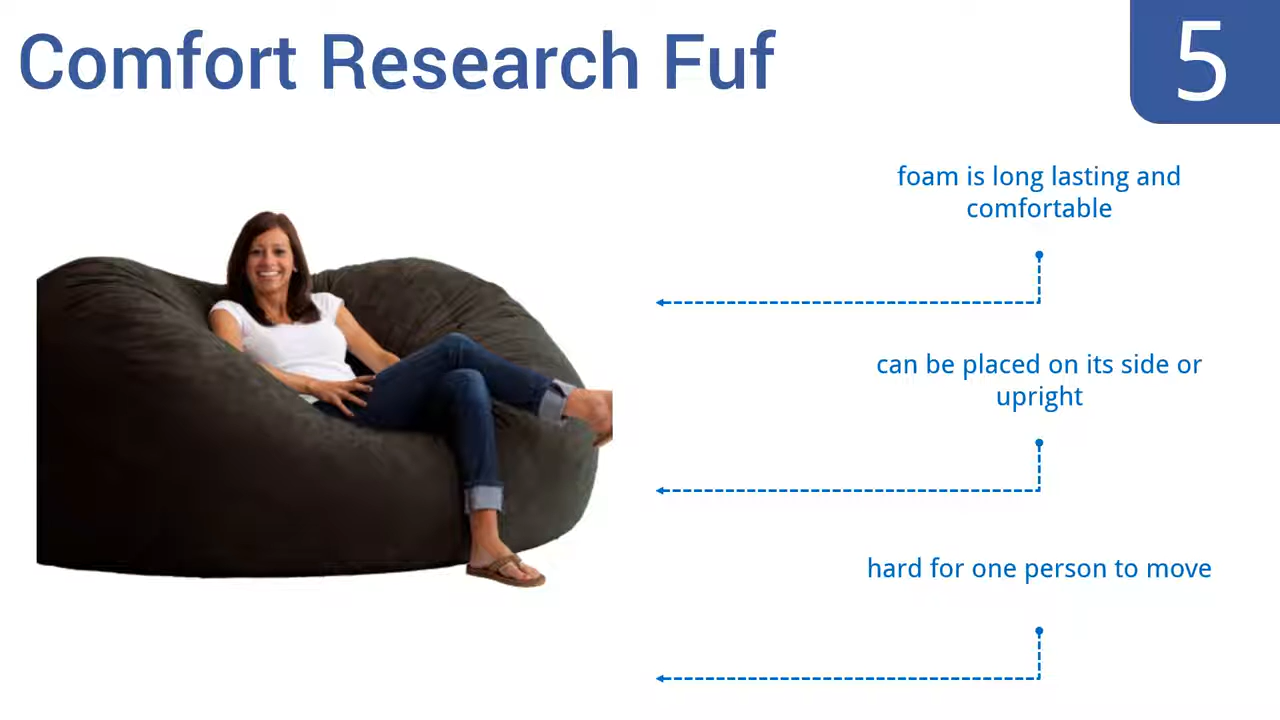 Comfort Research Fuf
5
foam is long lasting and
comfortable
can be placed on its side or
upright
hard for one person to move